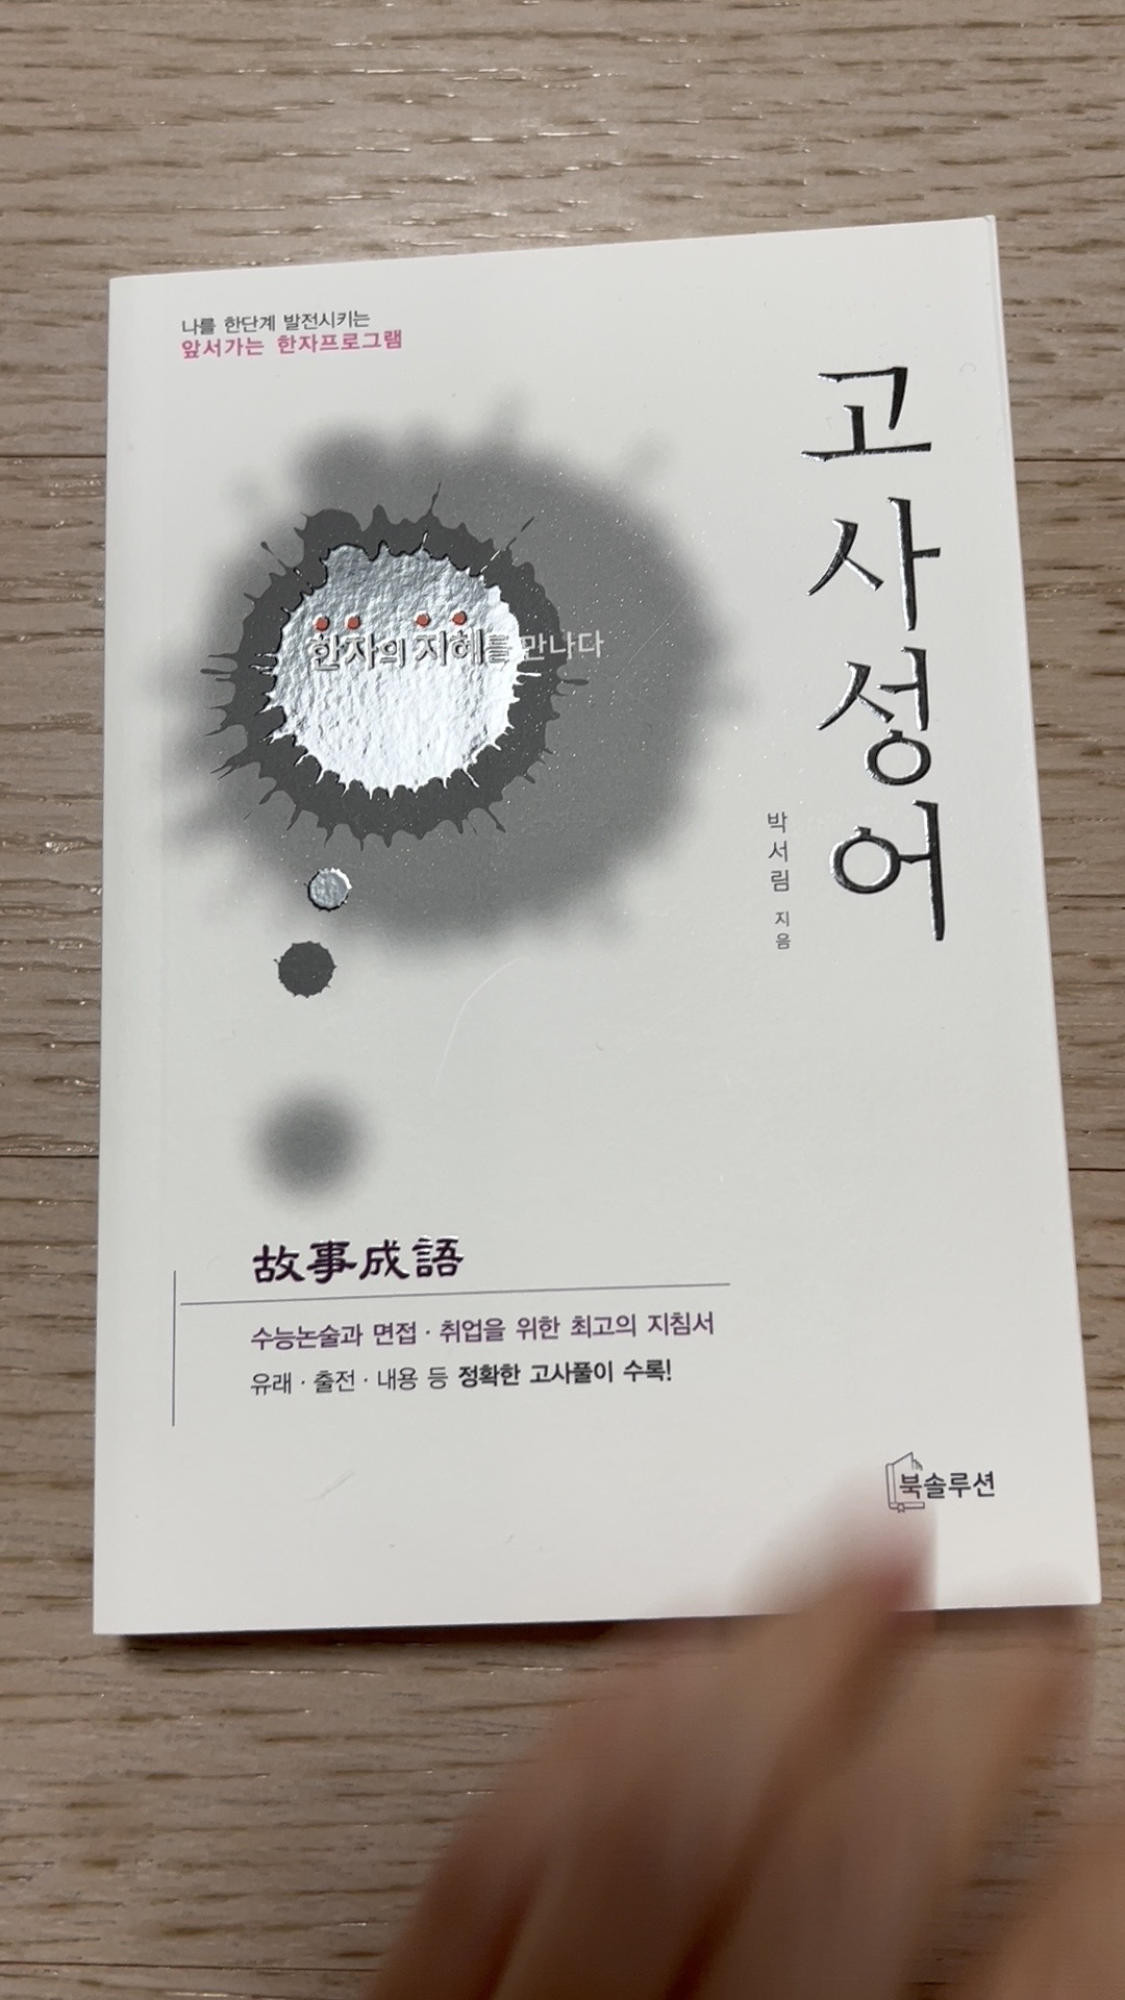 나를 한단계 발전시키는
앞서가는 한자프로그램
고사성어
한자의 지혜를 만나다
박서림 지음
故事成語
수능논술과 면접 · 취업을 위한 최고의 지침서
유래 · 출전 · 내용 등 정확한 고사풀이 수록!
북솔루션